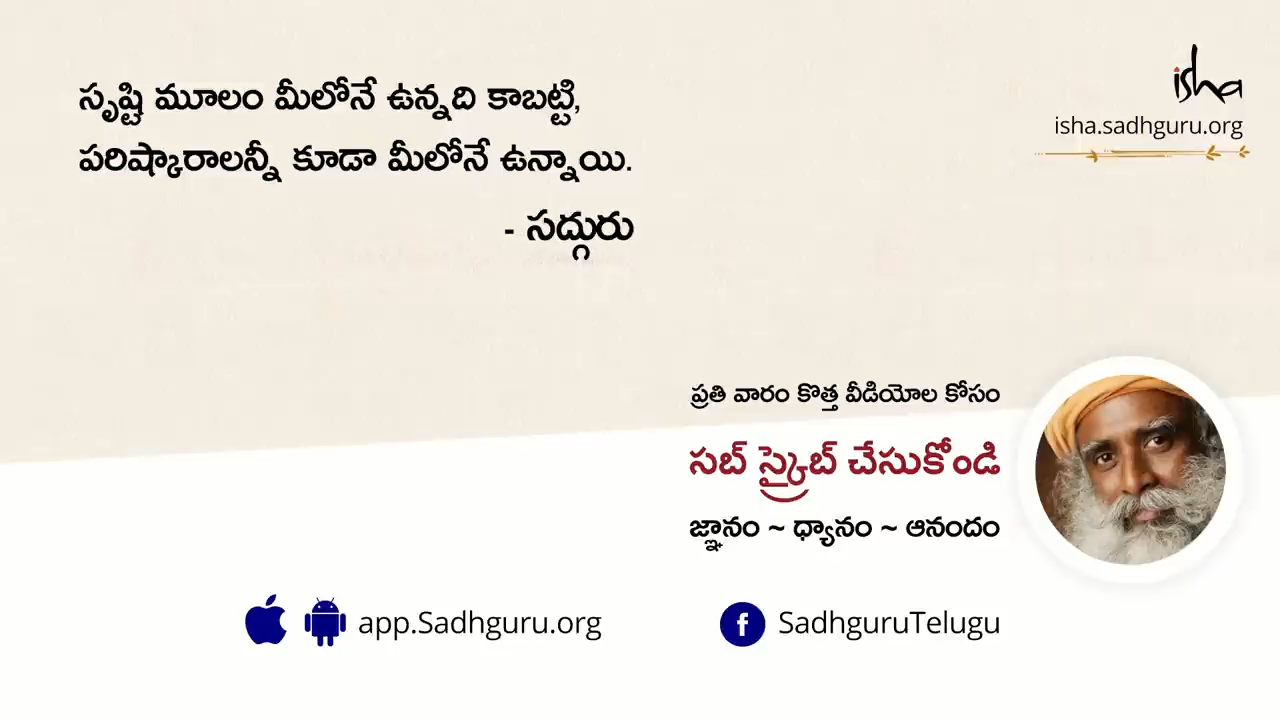 సృష్టి మూలం మీలోనే ఉన్నది కాబట్టి,
పరిష్కారాలన్నీ కూడా మీలోనే ఉన్నాయి.
- సద్గురు
isha
isha.sadhguru.org
ప్రతి వారం కొత్త వీడియోల కోసం
సబ్ స్క్రైబ్ చేసుకోండి
జ్ఞానం ~ ధ్యానం ~ ఆనందం
app.Sadhguru.org
SadhguruTelugu